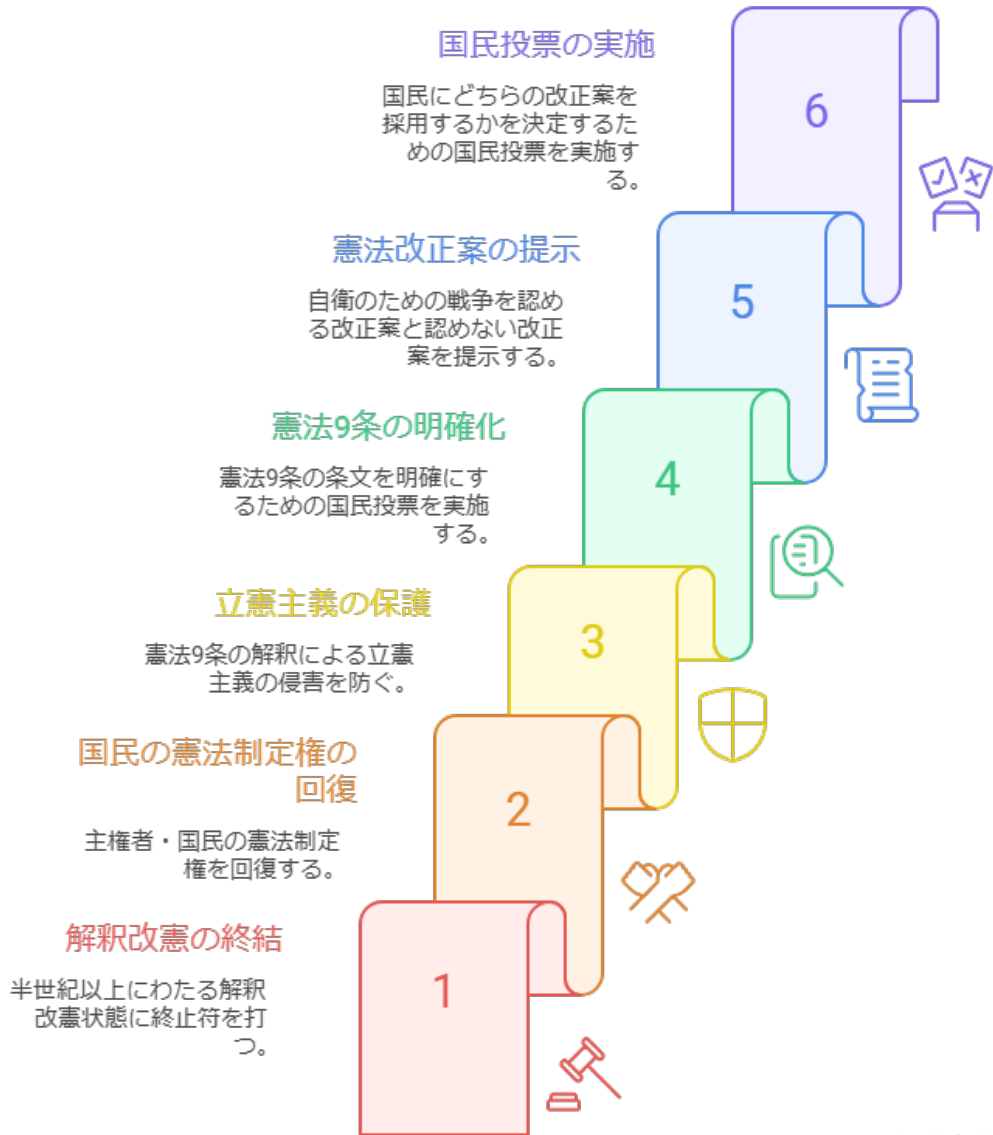 国民投票の実施
国民にどちらの改正案を
採用するかを決定するた
めの国民投票を実施す
る。
6
憲法改正案の提示
自衛のための戦争を認め
る改正案と認めない改正
案を提示する。
5
憲法9条の明確化
憲法9条の条文を明確にす
るための国民投票を実施
する。
4
立憲主義の保護
憲法9条の解釈による立憲
主義の侵害を防ぐ。
3
国民の憲法制定権の
回復
主権者・国民の憲法制定
権を回復する。
2
解釈改憲の終結
半世紀以上にわたる解釈
改憲状態に終止符を打
つ。
1